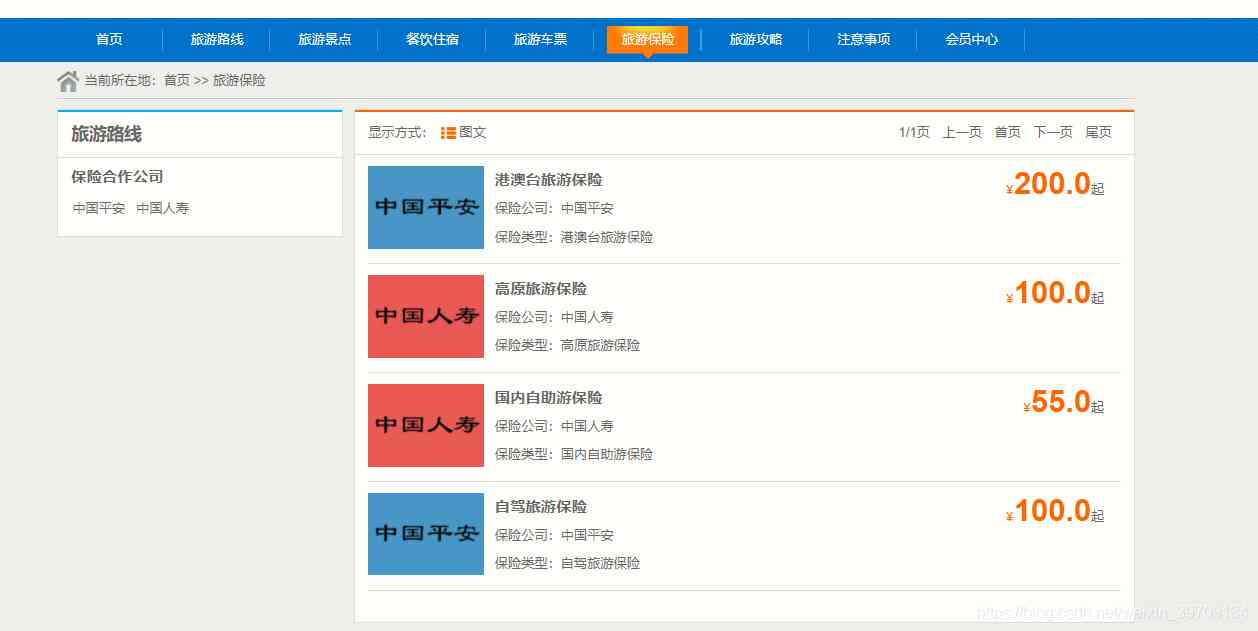 首页 旅游路线 旅游景点 餐饮住宿 旅游车票 旅游保险 旅游攻略 注意事项 会员中心
当前所在地：首页 >> 旅游保险
旅游路线
保险合作公司
中国平安 中国人寿
显示方式： 图文 1/1页 上一页 首页 下一页 尾页
中国平安
港澳台旅游保险
¥200.0起
保险公司：中国平安
保险类型：港澳台旅游保险
中国人寿
高原旅游保险
¥100.0起
保险公司：中国人寿
保险类型：高原旅游保险
中国人寿
国内自助游保险
¥55.0起
保险公司：中国人寿
保险类型：国内自助游保险
中国平安
自驾旅游保险
¥100.0起
保险公司：中国平安
保险类型：自驾旅游保险